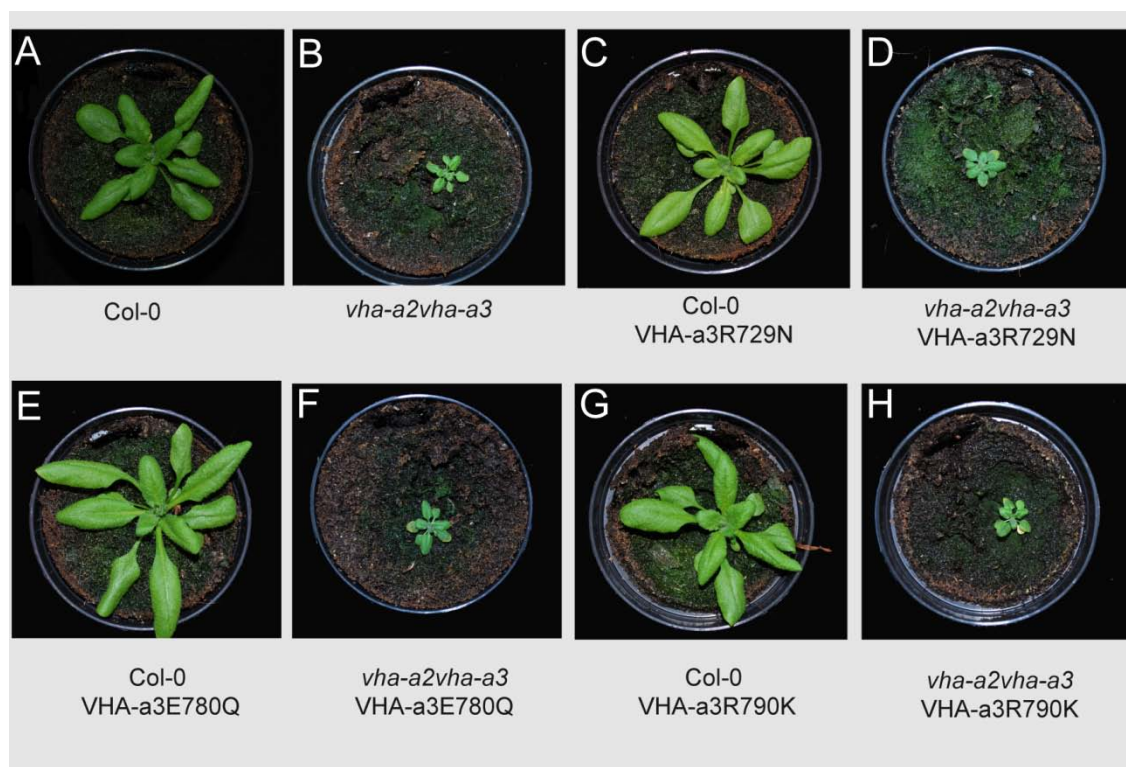 A
B
C
D
Col-0
vha-a2vha-a3
Col-0
VHA-a3R729N
vha-a2vha-a3
VHA-a3R729N
E
F
G
H
Col-0
VHA-a3E780Q
vha-a2vha-a3
VHA-a3E780Q
Col-0
VHA-a3R790K
vha-a2vha-a3
VHA-a3R790K